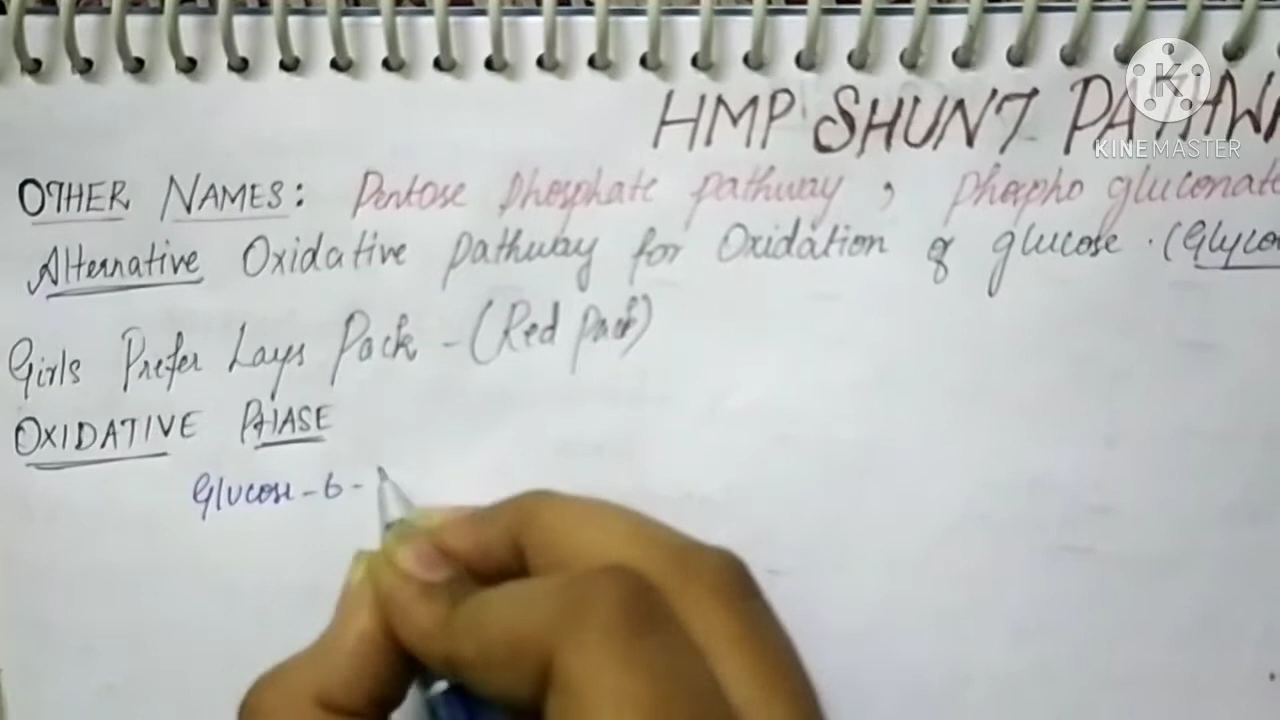 HMP SHUNT PATHWA
KINEMASTER
OTHER NAMES: Pentose Phosphate pathway, phospho gluconate
Alternative Oxidative pathway for Oxidation of glucose. (Glyco
Girls Prefer Lays Pack - (Red Pack)
OXIDATIVE PHASE
Glucose-6-